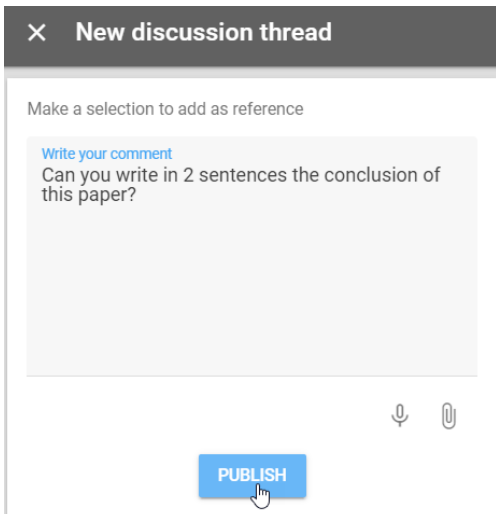 New discussion thread
Make a selection to add as reference
Write your comment
Can you write in 2 sentences the conclusion of
this paper?
PUBLISH